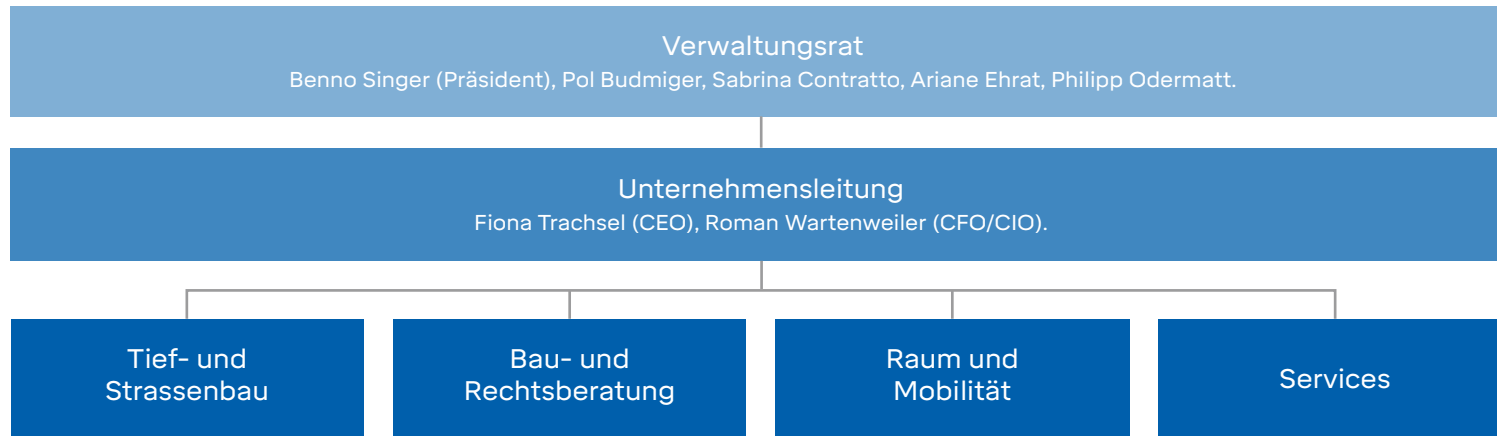 Verwaltungsrat
Benno Singer (Präsident), Pol Budmiger, Sabrina Contratto, Ariane Ehrat, Philipp Odermatt.
Unternehmensleitung
Fiona Trachsel (CEO), Roman Wartenweiler (CFO/CIO).
Tief- und
Strassenbau
Bau- und
Rechtsberatung
Raum und
Mobilität
Services